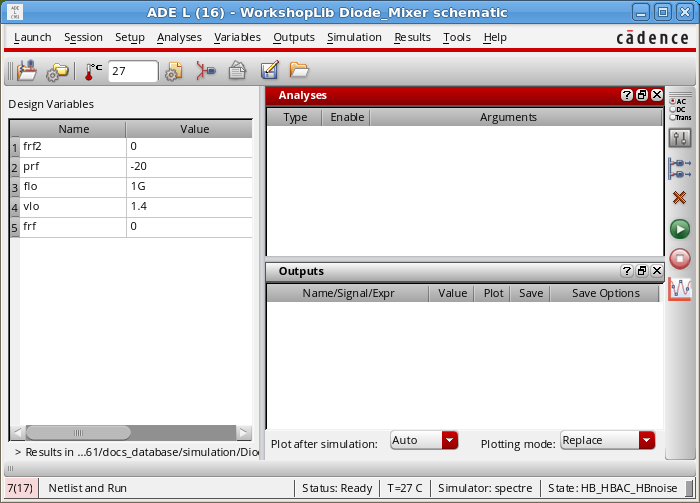 ADE L (16)
ADE L (16) - WorkshopLib Diode_Mixer schematic
Launch Session Setup Analyses Variables Outputs Simulation Results Tools Help
cādence
°C 27
Design Variables
Name Value
1 frf2 0
2 prf -20
3 flo 1G
4 vlo 1.4
5 frf 0
> Results in ...61/docs_database/simulation/Dio
Analyses
Type Enable Arguments
Outputs
Name/Signal/Expr Value Plot Save Save Options
Plot after simulation: Auto Plotting mode: Replace
AC
DC
Trans
7(17) Netlist and Run Status: Ready T=27 C Simulator: spectre State: HB_HBAC_HBnoise